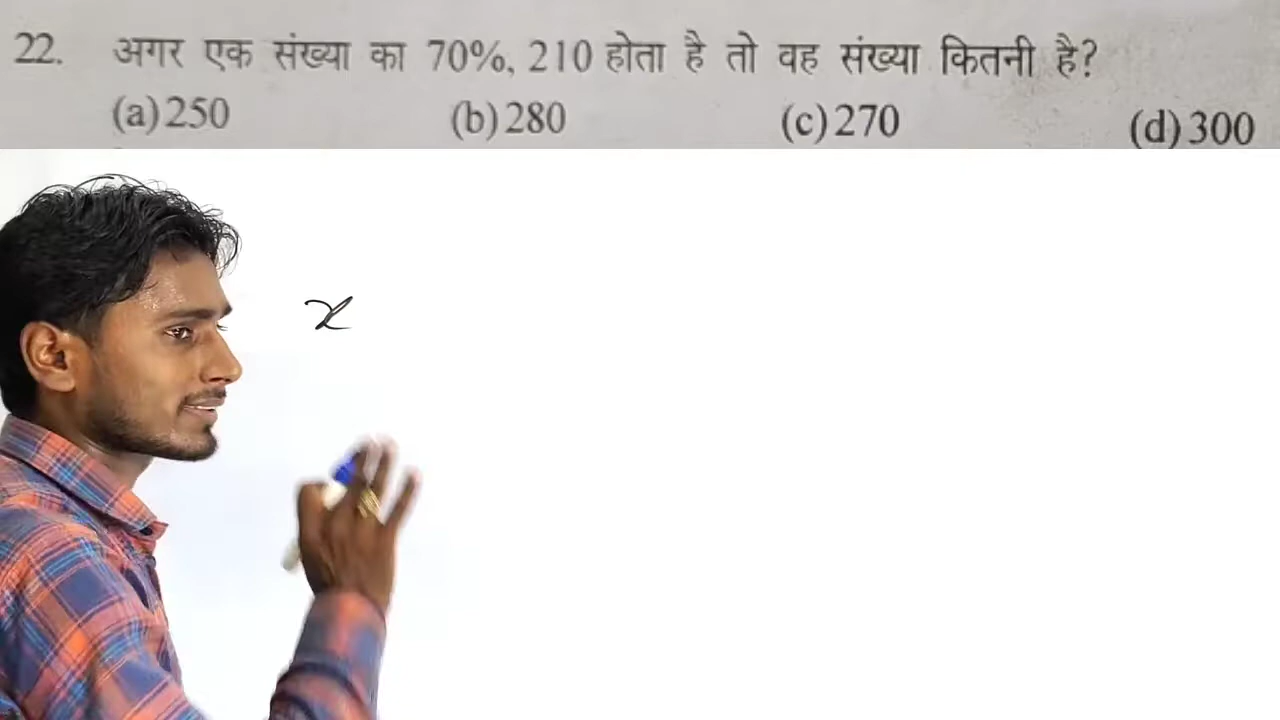 22. अगर एक संख्या का 70%, 210 होता है तो वह संख्या कितनी है?
(a) 250 (b) 280 (c) 270 (d) 300
x